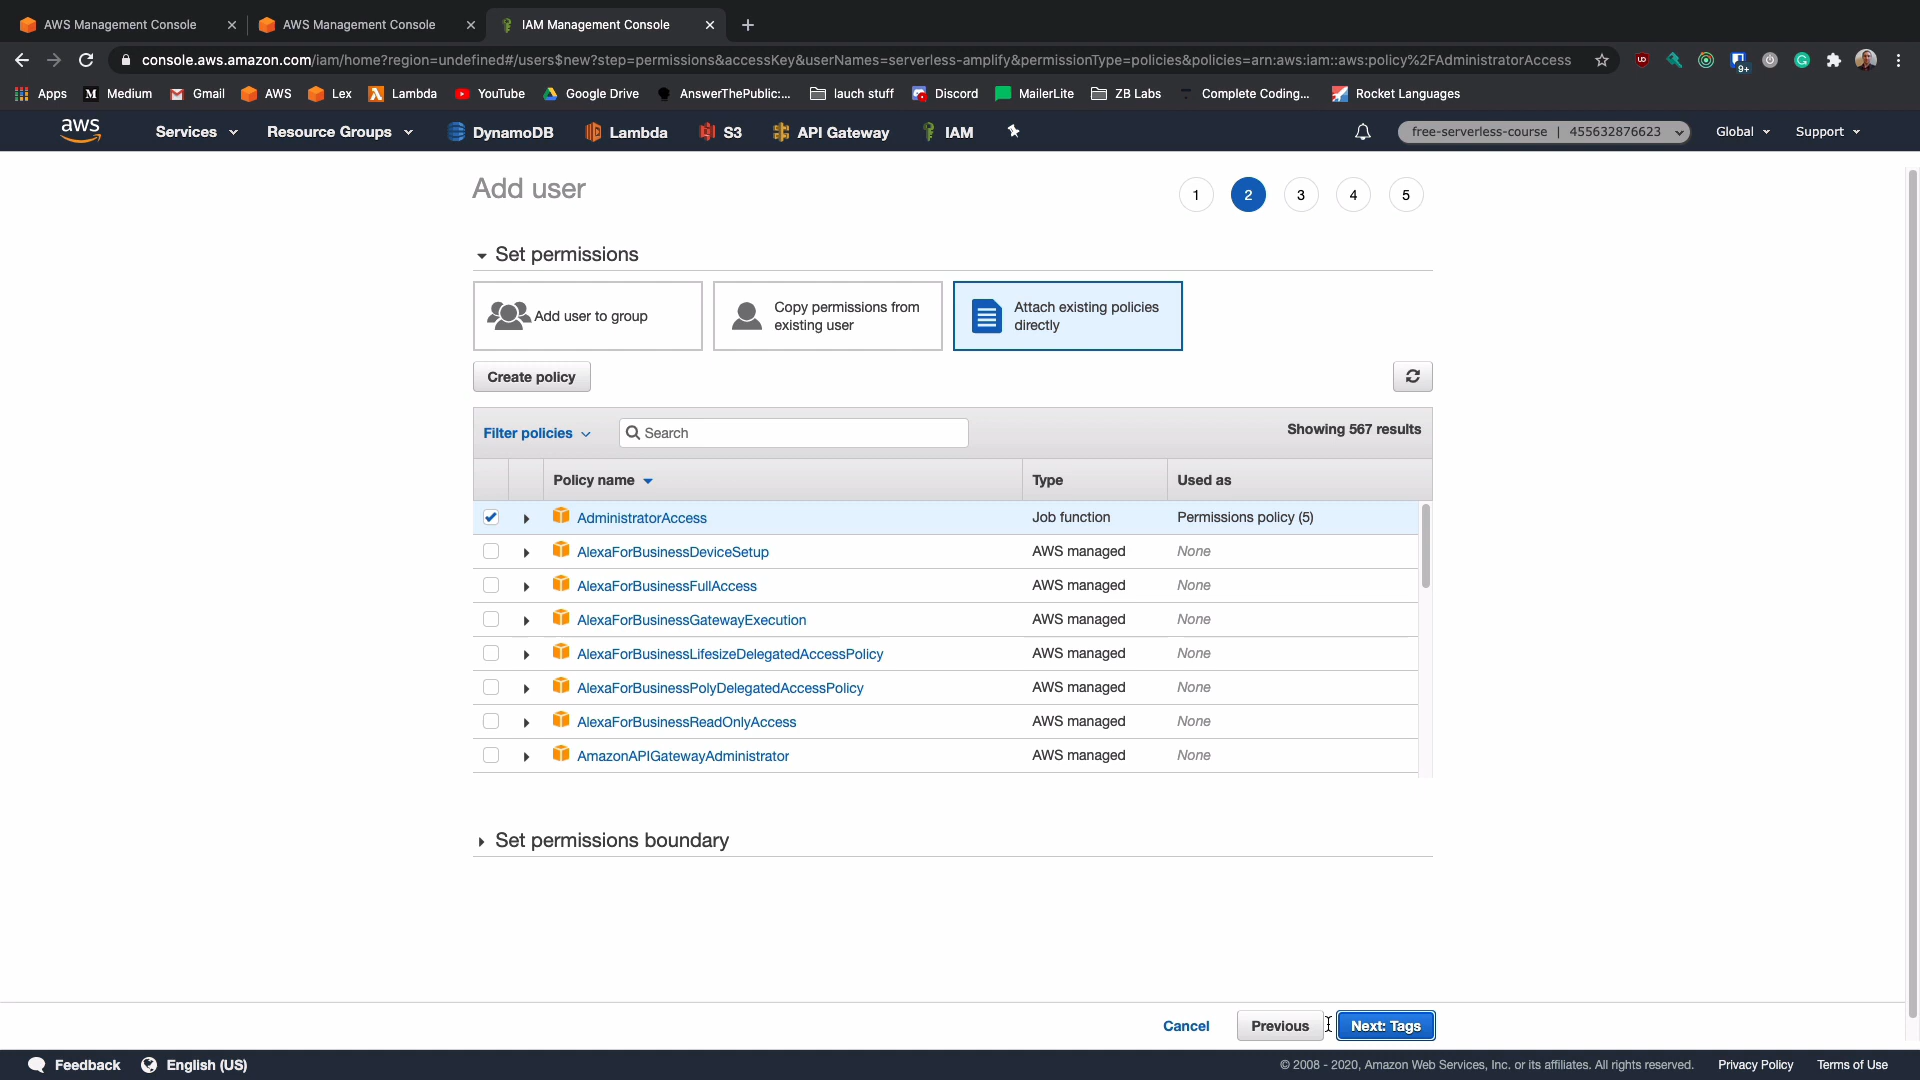 AWS Management Console
AWS Management Console
IAM Management Console
console.aws.amazon.com/iam/home?region=undefined#/users$new?step=permissions&accessKey&userNames=serverless-amplify&permissionType=policies&policies=arn:aws:iam::aws:policy%2FAdministratorAccess
9+
Apps
Medium
Gmail
AWS
Lex
Lambda
YouTube
Google Drive
AnswerThePublic:...
lauch stuff
Discord
MailerLite
ZB Labs
Complete Coding...
Rocket Languages
aws
Services
Resource Groups
DynamoDB
Lambda
S3
API Gateway
IAM
free-serverless-course | 455632876623
Global
Support
Add user
1
2
3
4
5
Set permissions
Add user to group
Copy permissions from
existing user
Attach existing policies
directly
Create policy
Filter policies
Search
Showing 567 results
Policy name
Type
Used as
AdministratorAccess
Job function
Permissions policy (5)
AlexaForBusinessDeviceSetup
AWS managed
None
AlexaForBusinessFullAccess
AWS managed
None
AlexaForBusinessGatewayExecution
AWS managed
None
AlexaForBusinessLifesizeDelegatedAccessPolicy
AWS managed
None
AlexaForBusinessPolyDelegatedAccessPolicy
AWS managed
None
AlexaForBusinessReadOnlyAccess
AWS managed
None
AmazonAPIGatewayAdministrator
AWS managed
None
Set permissions boundary
Cancel
Previous
Next: Tags
Feedback
English (US)
© 2008 - 2020, Amazon Web Services, Inc. or its affiliates. All rights reserved.
Privacy Policy
Terms of Use